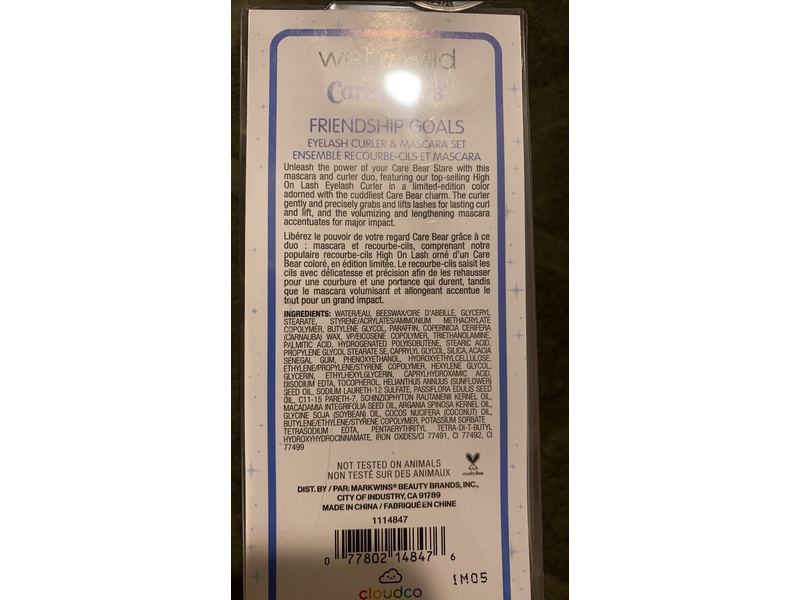 wet n wild
Care Bears
FRIENDSHIP GOALS
EYELASH CURLER & MASCARA SET
ENSEMBLE RECOURBE-CILS ET MASCARA
Unleash the power of your Care Bear Stare with this
mascara and curler duo, featuring our top-selling High
On Lash Eyelash Curler in a limited-edition color
adorned with the cuddliest Care Bear charm. The curler
gently and precisely grabs and lifts lashes for lasting curl
and lift, and the volumizing and lengthening mascara
accentuates for major impact.
Libérez le pouvoir de votre regard Care Bear grâce à ce
duo : mascara et recourbe-cils, comprenant notre
populaire recourbe-cils High On Lash orné d'un Care
Bear coloré, en édition limitée. Le recourbe-cils saisit les
cils avec délicatesse et précision afin de les rehausser
pour une courbure et une portance qui durent, tandis
que le mascara volumisant et allongeant accentue le
tout pour un grand impact.
INGREDIENTS: WATER/EAU, BEESWAX/CIRE D'ABEILLE, GLYCERYL
STEARATE, STYRENE/ACRYLATES/AMMONIUM METHACRYLATE
COPOLYMER, BUTYLENE GLYCOL, PARAFFIN, COPERNICIA CERIFERA
(CARNAUBA) WAX, VP/EICOSENE COPOLYMER, TRIETHANOLAMINE,
PALMITIC ACID, HYDROGENATED POLYISOBUTENE, STEARIC ACID,
PROPYLENE GLYCOL STEARATE SE, CAPRYLYL GLYCOL, SILICA, ACACIA
SENEGAL GUM, PHENOXYETHANOL, HYDROXYETHYLCELLULOSE,
ETHYLENE/PROPYLENE/STYRENE COPOLYMER, HEXYLENE GLYCOL,
GLYCERIN, ETHYLHEXYLGLYCERIN, CAPRYLHYDROXAMIC ACID,
DISODIUM EDTA, TOCOPHEROL, HELIANTHUS ANNUUS (SUNFLOWER)
SEED OIL, SODIUM LAURETH-12 SULFATE, PASSIFLORA EDULIS SEED
OIL, C11-15 PARETH-7, SCHINZIOPHYTON RAUTANENII KERNEL OIL,
MACADAMIA INTEGRIFOLIA SEED OIL, ARGANIA SPINOSA KERNEL OIL,
GLYCINE SOJA (SOYBEAN) OIL, COCOS NUCIFERA (COCONUT) OIL,
BUTYLENE/ETHYLENE/STYRENE COPOLYMER, POTASSIUM SORBATE
TETRASODIUM EDTA, PENTAERYTHRITYL TETRA-DI-T-BUTYL
HYDROXYHYDROCINNAMATE, IRON OXIDES/CI 77491, CI 77492, CI
77499
NOT TESTED ON ANIMALS
NON TESTÉ SUR DES ANIMAUX
crueltyfree
DIST. BY / PAR: MARKWINS® BEAUTY BRANDS, INC.,
CITY OF INDUSTRY, CA 91789
MADE IN CHINA / FABRIQUÉ EN CHINE
1114847
0 77802 14847 6
1M05
cloudco